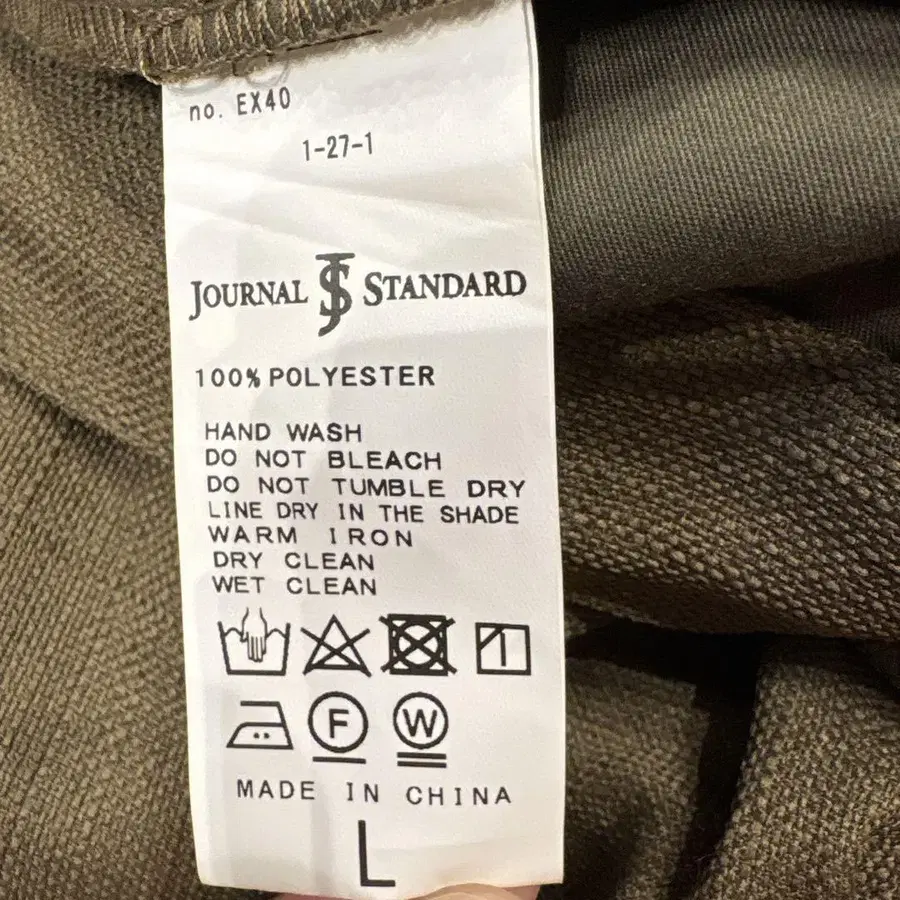 no. EX40
1-27-1
JOURNAL JS STANDARD
100% POLYESTER
HAND WASH
DO NOT BLEACH
DO NOT TUMBLE DRY
LINE DRY IN THE SHADE
WARM IRON
DRY CLEAN
WET CLEAN
F W
MADE IN CHINA
L